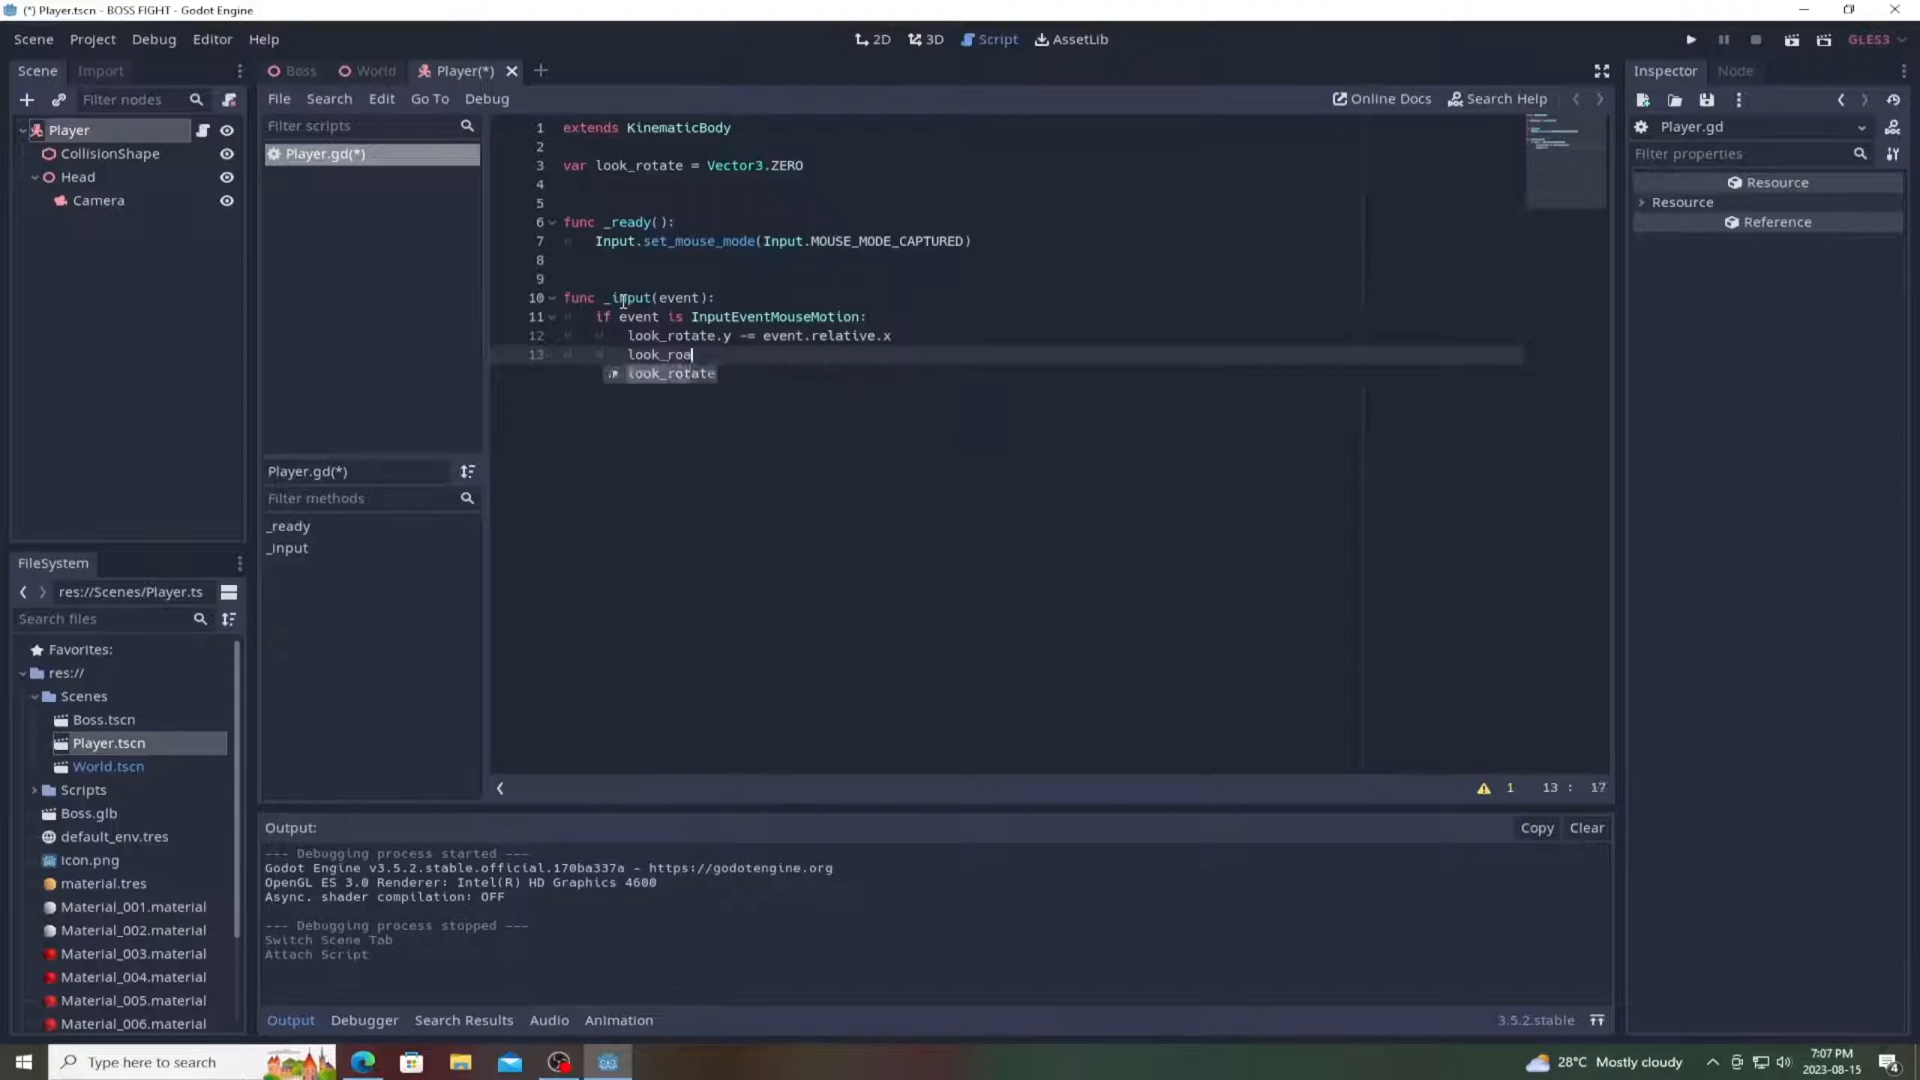 (*) Player.tscn - BOSS FIGHT - Godot Engine
Scene Project Debug Editor Help
2D 3D Script AssetLib
GLES3
Scene Import
Boss World Player(*)
Inspector Node
Filter nodes
File Search Edit Go To Debug
Online Docs Search Help
Player
CollisionShape
Head
Camera
Filter scripts
Player.gd(*)
Player.gd(*)
Filter methods
_ready
_input
1 extends KinematicBody
2
3 var look_rotate = Vector3.ZERO
4
5
6 func _ready():
7 Input.set_mouse_mode(Input.MOUSE_MODE_CAPTURED)
8
9
10 func _input(event):
11 if event is InputEventMouseMotion:
12 look_rotate.y -= event.relative.x
13 look_roa
look_rotate
1 13 : 17
Player.gd
Filter properties
Resource
Resource
Reference
FileSystem
res://Scenes/Player.ts
Search files
Favorites:
res://
Scenes
Boss.tscn
Player.tscn
World.tscn
Scripts
Boss.glb
default_env.tres
icon.png
material.tres
Material_001.material
Material_002.material
Material_003.material
Material_004.material
Material_005.material
Material_006.material
Output:
Copy Clear
--- Debugging process started ---
Godot Engine v3.5.2.stable.official.170ba337a - https://godotengine.org
OpenGL ES 3.0 Renderer: Intel(R) HD Graphics 4600
Async. shader compilation: OFF
--- Debugging process stopped ---
Switch Scene Tab
Attach Script
Output Debugger Search Results Audio Animation
3.5.2.stable
Type here to search
28°C Mostly cloudy
7:07 PM
2023-08-15
4